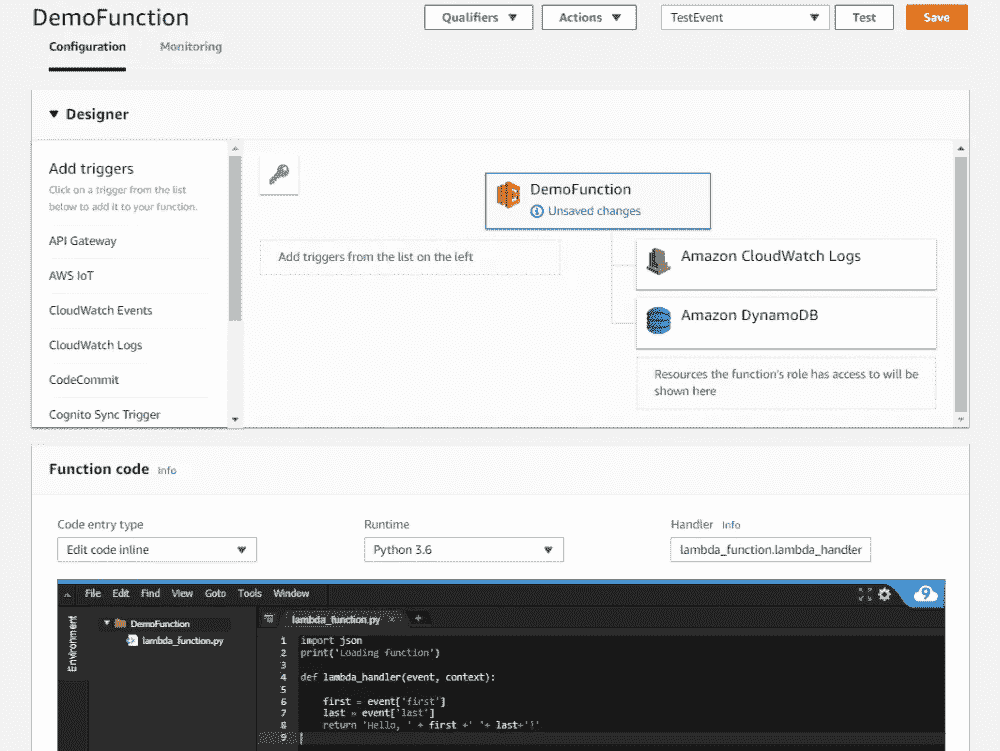 DemoFunction
Qualifiers
Actions
TestEvent
Test
Save
Configuration
Monitoring
Designer
Add triggers
Click on a trigger from the list
below to add it to your function.
API Gateway
AWS IoT
CloudWatch Events
CloudWatch Logs
CodeCommit
Cognito Sync Trigger
Add triggers from the list on the left
DemoFunction
Unsaved changes
Amazon CloudWatch Logs
Amazon DynamoDB
Resources the function's role has access to will be
shown here
Function code Info
Code entry type
Edit code inline
Runtime
Python 3.6
Handler Info
lambda_function.lambda_handler
File Edit Find View Goto Tools Window
Environment
DemoFunction
lambda_function.py
lambda_function.py
1 import json
2 print('Loading function')
3
4 def lambda_handler(event, context):
5
6 first = event['first']
7 last = event['last']
8 return 'Hello, ' + first +' '+ last+'!'
9